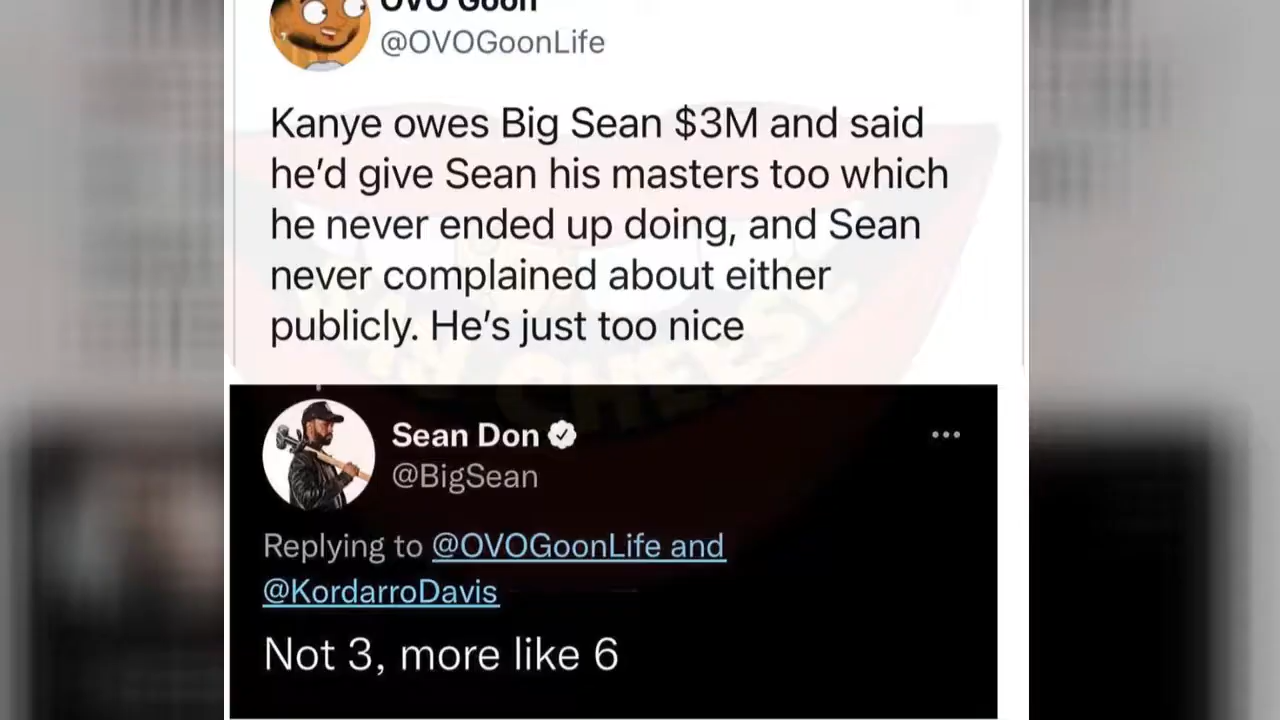 OVO Goon
@OVOGoonLife
Kanye owes Big Sean $3M and said
he’d give Sean his masters too which
he never ended up doing, and Sean
never complained about either
publicly. He’s just too nice
Sean Don
@BigSean
Replying to @OVOGoonLife and
@KordarroDavis
Not 3, more like 6